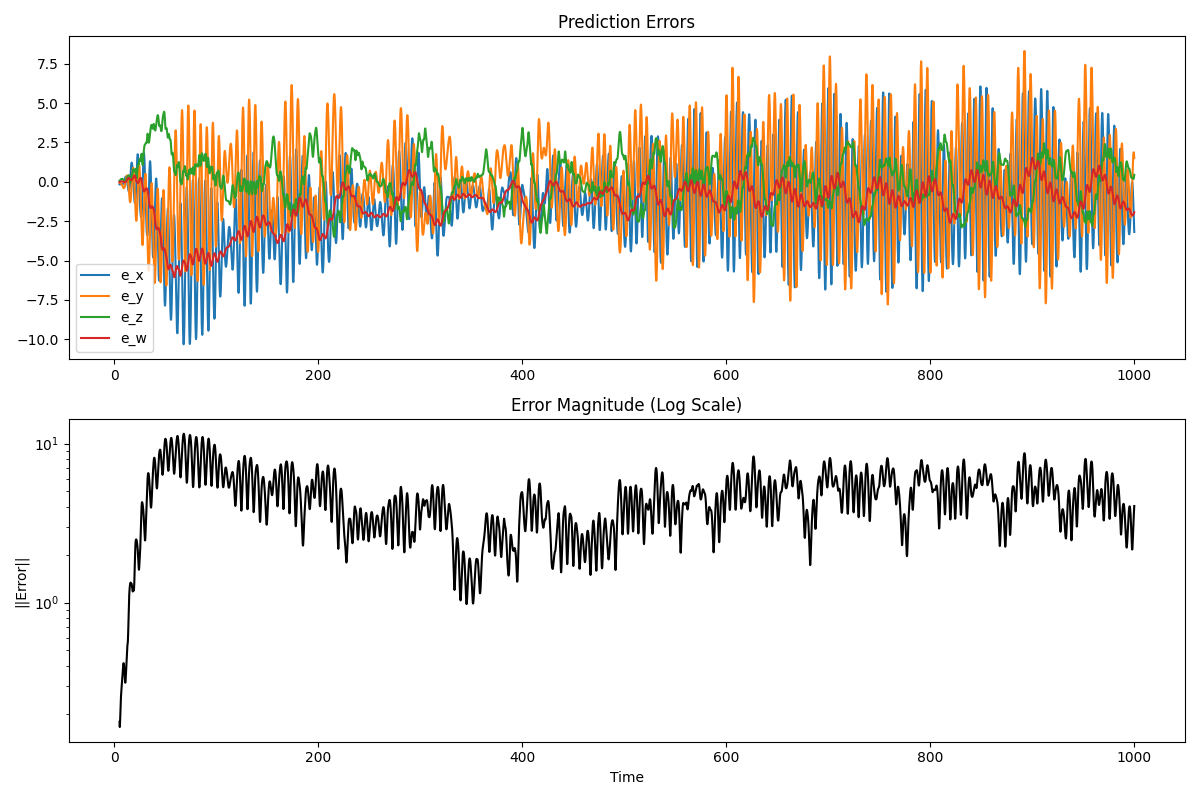 Prediction Errors
7.5
5.0
2.5
0.0
−2.5
−5.0
−7.5
−10.0
e_x
e_y
e_z
e_w
0 200 400 600 800 1000
Error Magnitude (Log Scale)
10¹
10⁰
||Error||
0 200 400 600 800 1000
Time